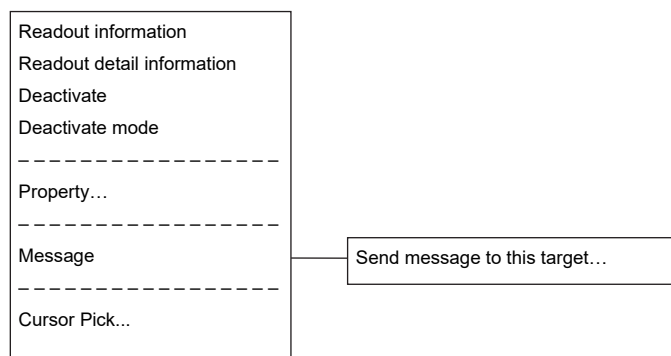 Readout information
Readout detail information
Deactivate
Deactivate mode
Property…
Message
Send message to this target…
Cursor Pick...